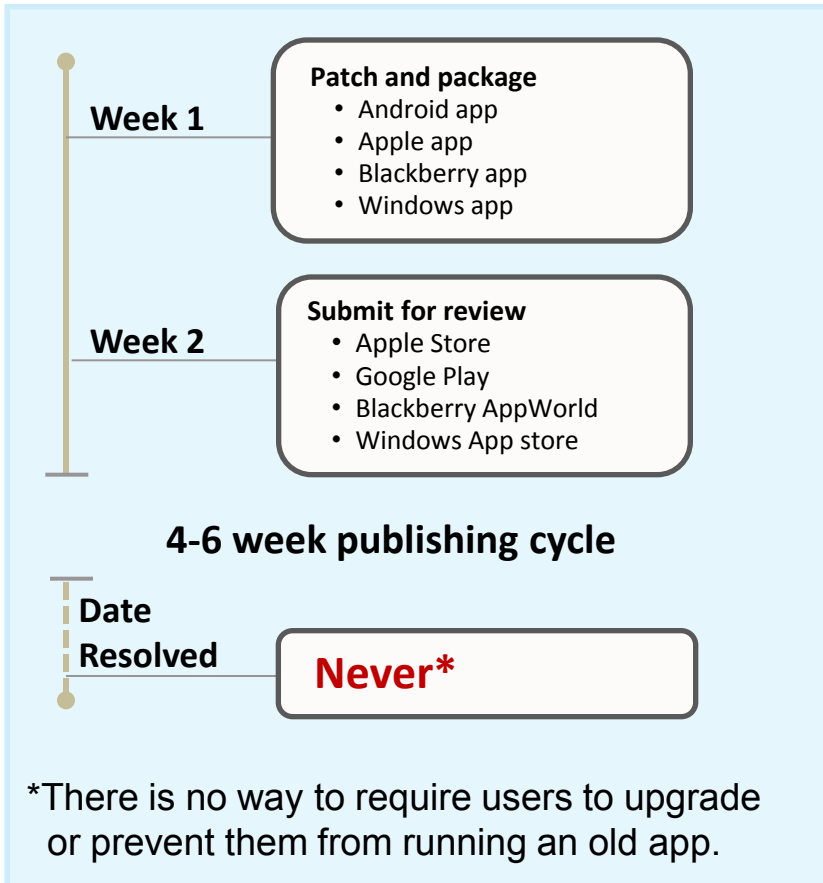 Week 1
Patch and package
• Android app
• Apple app
• Blackberry app
• Windows app
Week 2
Submit for review
• Apple Store
• Google Play
• Blackberry AppWorld
• Windows App store
4-6 week publishing cycle
Date
Resolved
Never*
*There is no way to require users to upgrade
or prevent them from running an old app.